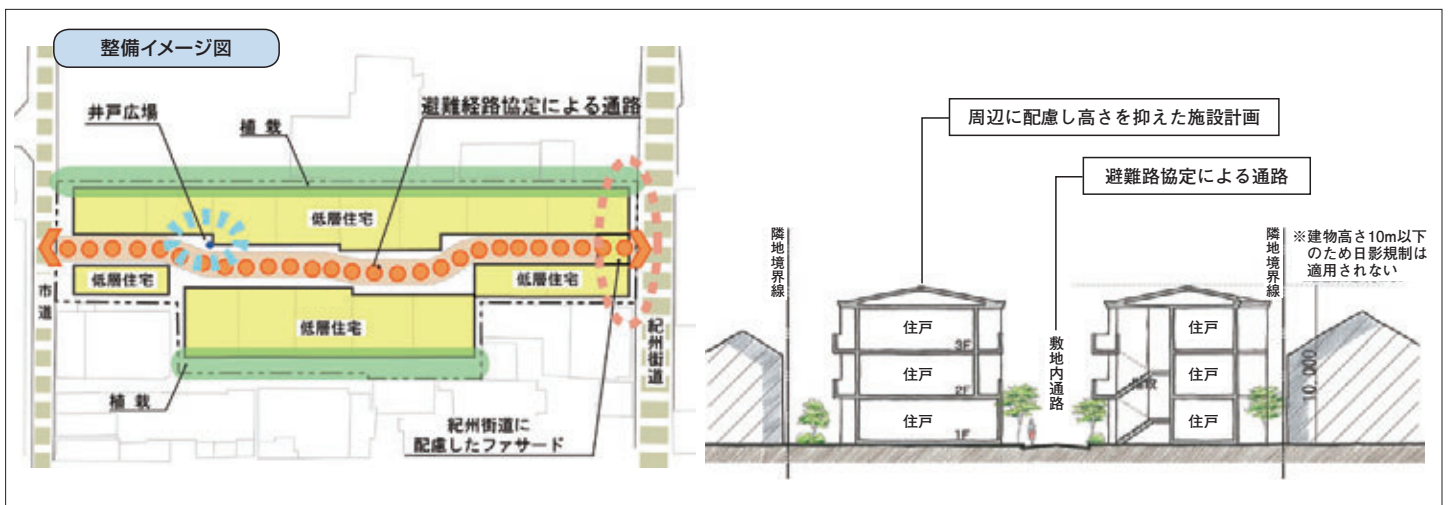 整備イメージ図
井戸広場
植栽
避難経路協定による通路
低層住宅
低層住宅
低層住宅
低層住宅
市道
紀州街道
植栽
紀州街道に
配慮したファサード
周辺に配慮し高さを抑えた施設計画
避難路協定による通路
隣地境界線
隣地境界線
※建物高さ10m以下
のため日影規制は
適用されない
住戸
3F
住戸
2F
住戸
1F
敷地内通路
住戸
住戸
住戸
10,000